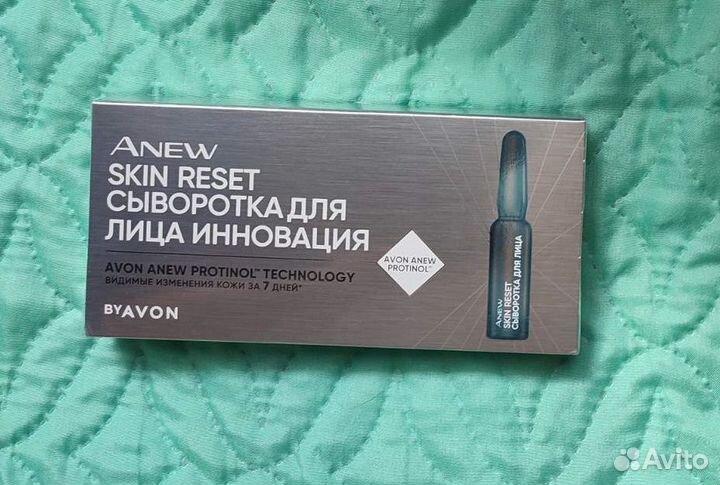 ANEW
SKIN RESET
СЫВОРОТКА ДЛЯ
ЛИЦА ИННОВАЦИЯ
AVON ANEW PROTINOL™ TECHNOLOGY
ВИДИМЫЕ ИЗМЕНЕНИЯ КОЖИ ЗА 7 ДНЕЙ*
BY AVON
AVON ANEW
PROTINOL™
ANEW
SKIN RESET
СЫВОРОТКА ДЛЯ ЛИЦА
Avito